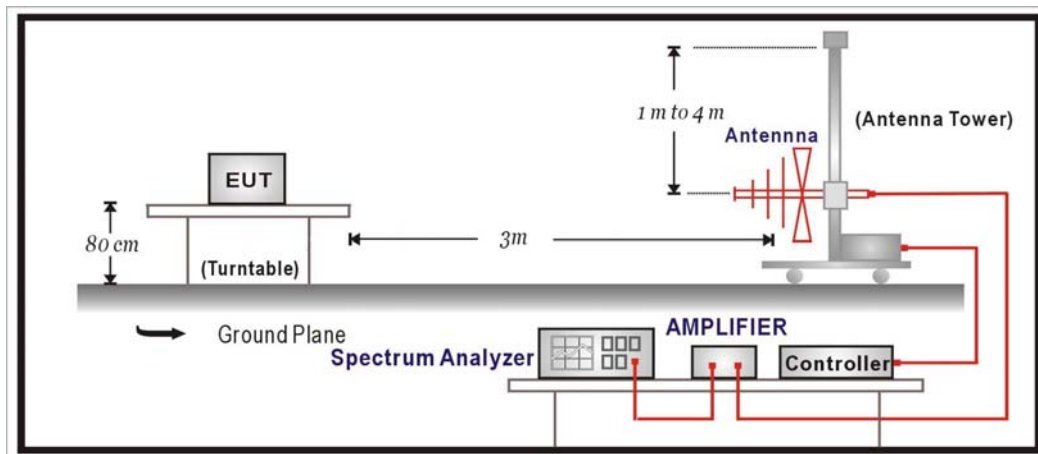 1 m to 4 m
(Antenna Tower)
Antennna
EUT
80 cm
3m
(Turntable)
Ground Plane
AMPLIFIER
Spectrum Analyzer
Controller